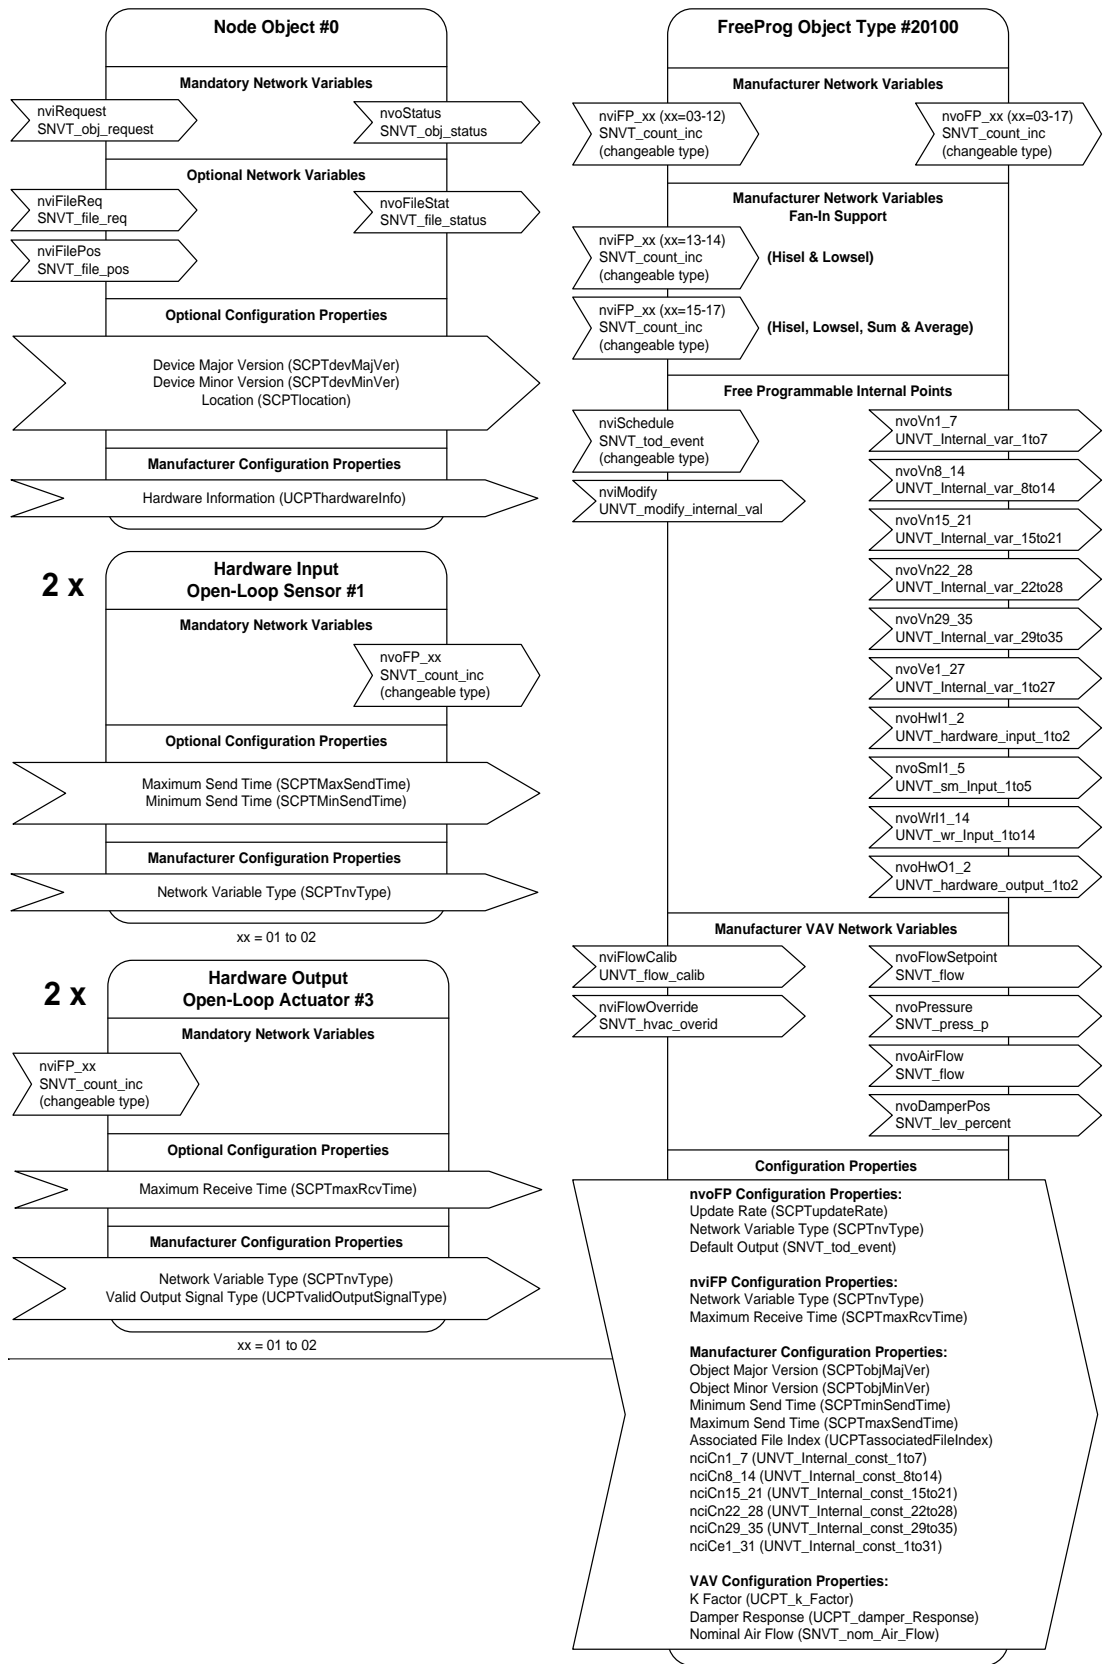 Node Object #0
Mandatory Network Variables
nviRequest
SNVT_obj_request
nvoStatus
SNVT_obj_status
Optional Network Variables
nviFileReq
SNVT_file_req
nvoFileStat
SNVT_file_status
nviFilePos
SNVT_file_pos
Optional Configuration Properties
Device Major Version (SCPTdevMajVer)
Device Minor Version (SCPTdevMinVer)
Location (SCPTlocation)
Manufacturer Configuration Properties
Hardware Information (UCPThardwareInfo)
2 x
Hardware Input
Open-Loop Sensor #1
Mandatory Network Variables
nvoFP_xx
SNVT_count_inc
(changeable type)
Optional Configuration Properties
Maximum Send Time (SCPTMaxSendTime)
Minimum Send Time (SCPTMinSendTime)
Manufacturer Configuration Properties
Network Variable Type (SCPTnvType)
xx = 01 to 02
2 x
Hardware Output
Open-Loop Actuator #3
Mandatory Network Variables
nviFP_xx
SNVT_count_inc
(changeable type)
Optional Configuration Properties
Maximum Receive Time (SCPTmaxRcvTime)
Manufacturer Configuration Properties
Network Variable Type (SCPTnvType)
Valid Output Signal Type (UCPTvalidOutputSignalType)
xx = 01 to 02
FreeProg Object Type #20100
Manufacturer Network Variables
nviFP_xx (xx=03-12)
SNVT_count_inc
(changeable type)
nvoFP_xx (xx=03-17)
SNVT_count_inc
(changeable type)
Manufacturer Network Variables
Fan-In Support
nviFP_xx (xx=13-14)
SNVT_count_inc
(changeable type)
(Hisel & Lowsel)
nviFP_xx (xx=15-17)
SNVT_count_inc
(changeable type)
(Hisel, Lowsel, Sum & Average)
Free Programmable Internal Points
nviSchedule
SNVT_tod_event
(changeable type)
nviModify
UNVT_modify_internal_val
nvoVn1_7
UNVT_Internal_var_1to7
nvoVn8_14
UNVT_Internal_var_8to14
nvoVn15_21
UNVT_Internal_var_15to21
nvoVn22_28
UNVT_Internal_var_22to28
nvoVn29_35
UNVT_Internal_var_29to35
nvoVe1_27
UNVT_Internal_var_1to27
nvoHwI1_2
UNVT_hardware_input_1to2
nvoSmI1_5
UNVT_sm_Input_1to5
nvoWrI1_14
UNVT_wr_Input_1to14
nvoHwO1_2
UNVT_hardware_output_1to2
Manufacturer VAV Network Variables
nviFlowCalib
UNVT_flow_calib
nviFlowOverride
SNVT_hvac_overid
nvoFlowSetpoint
SNVT_flow
nvoPressure
SNVT_press_p
nvoAirFlow
SNVT_flow
nvoDamperPos
SNVT_lev_percent
Configuration Properties
nvoFP Configuration Properties:
Update Rate (SCPTupdateRate)
Network Variable Type (SCPTnvType)
Default Output (SNVT_tod_event)
nviFP Configuration Properties:
Network Variable Type (SCPTnvType)
Maximum Receive Time (SCPTmaxRcvTime)
Manufacturer Configuration Properties:
Object Major Version (SCPTobjMajVer)
Object Minor Version (SCPTobjMinVer)
Minimum Send Time (SCPTminSendTime)
Maximum Send Time (SCPTmaxSendTime)
Associated File Index (UCPTassociatedFileIndex)
nciCn1_7 (UNVT_Internal_const_1to7)
nciCn8_14 (UNVT_Internal_const_8to14)
nciCn15_21 (UNVT_Internal_const_15to21)
nciCn22_28 (UNVT_Internal_const_22to28)
nciCn29_35 (UNVT_Internal_const_29to35)
nciCe1_31 (UNVT_Internal_const_1to31)
VAV Configuration Properties:
K Factor (UCPT_k_Factor)
Damper Response (UCPT_damper_Response)
Nominal Air Flow (SNVT_nom_Air_Flow)